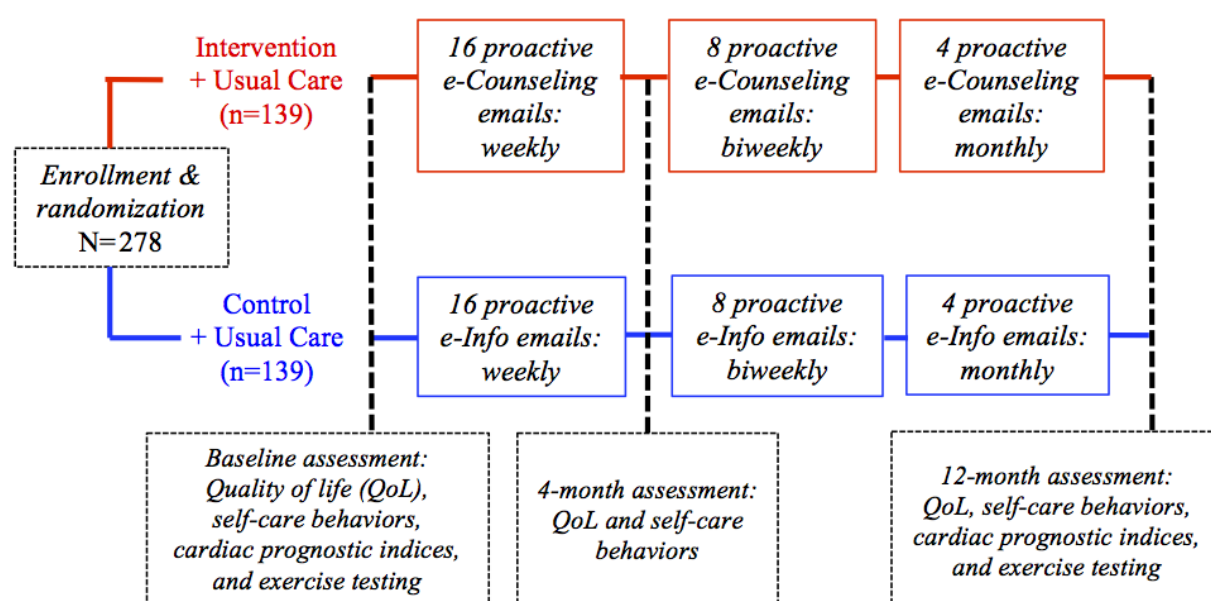 Intervention
+ Usual Care
(n=139)
16 proactive
e-Counseling
emails:
weekly
8 proactive
e-Counseling
emails:
biweekly
4 proactive
e-Counseling
emails:
monthly
Enrollment &
randomization
N=278
Control
+ Usual Care
(n=139)
16 proactive
e-Info emails:
weekly
8 proactive
e-Info emails:
biweekly
4 proactive
e-Info emails:
monthly
Baseline assessment:
Quality of life (QoL),
self-care behaviors,
cardiac prognostic indices,
and exercise testing
4-month assessment:
QoL and self-care
behaviors
12-month assessment:
QoL, self-care behaviors,
cardiac prognostic indices,
and exercise testing